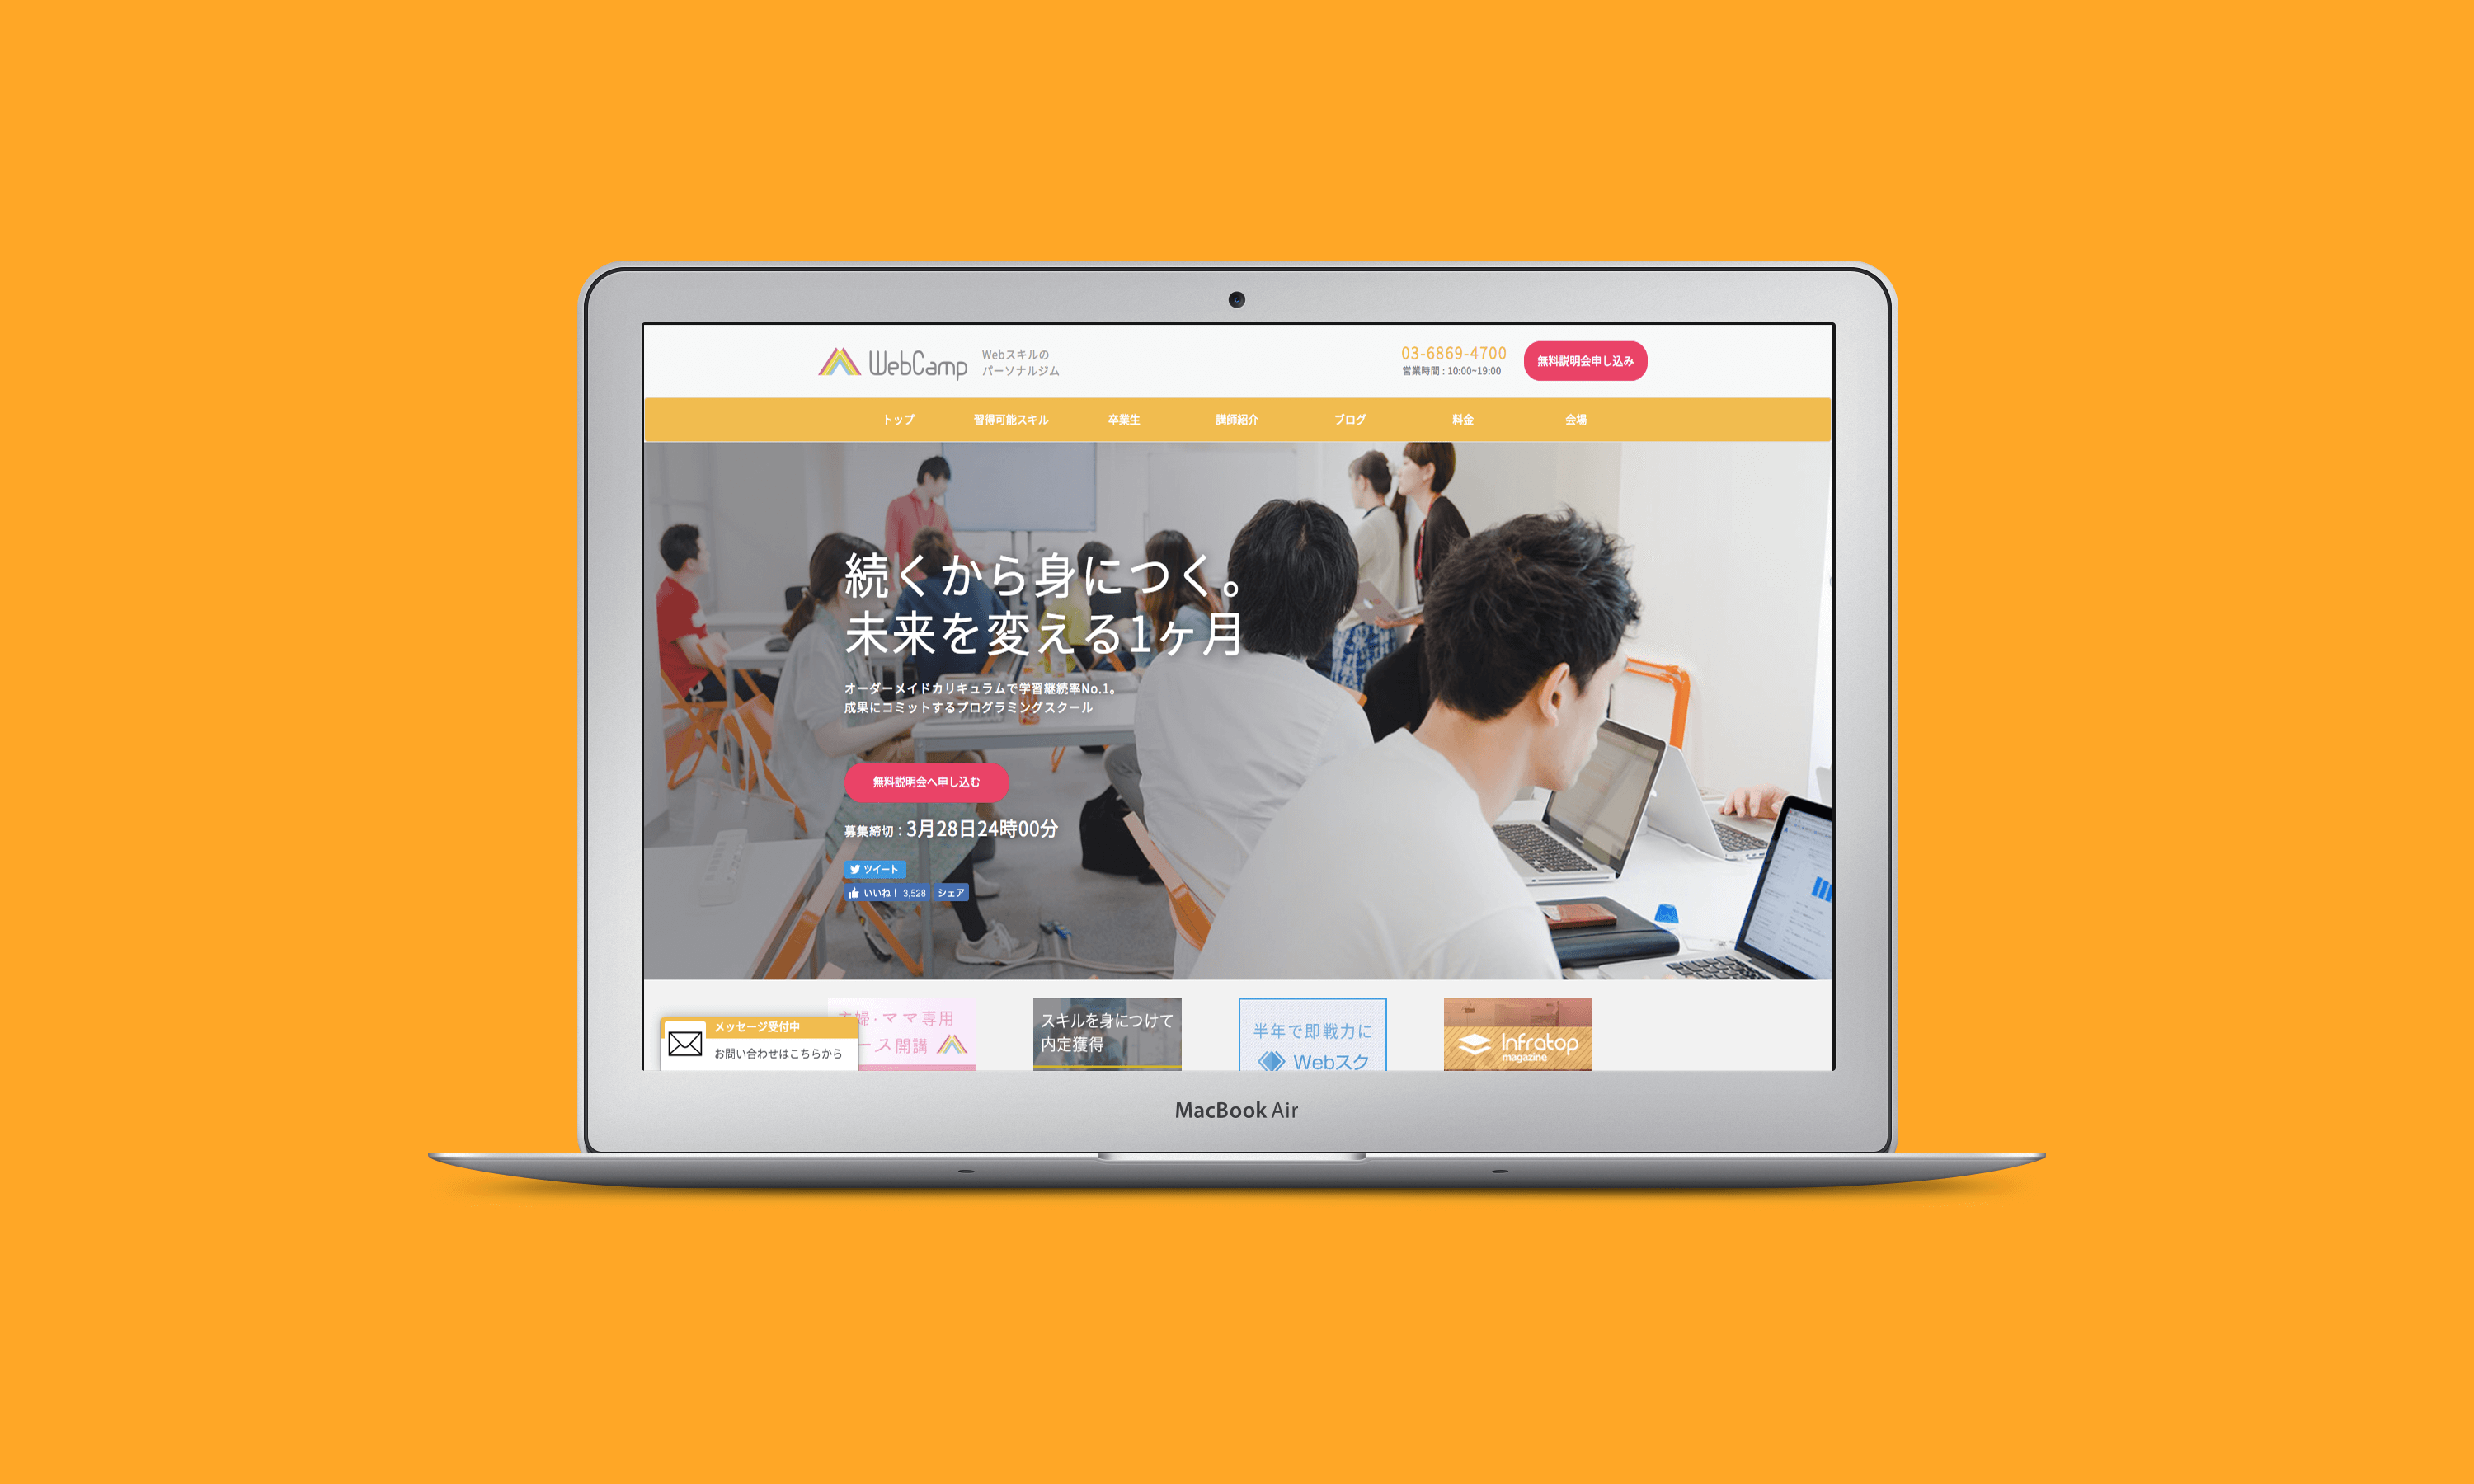 WebCamp
Webスキルの
パーソナルジム
03-6869-4700
営業時間 : 10:00~19:00
無料説明会申し込み
トップ
習得可能スキル
卒業生
講師紹介
ブログ
料金
会場
続くから身につく。
未来を変える1ヶ月
オーダーメイドカリキュラムで学習継続率No.1。
成果にコミットするプログラミングスクール
無料説明会へ申し込む
募集締切 : 3月28日24時00分
ツイート
いいね！ 3,528 シェア
メッセージ受付中
お問い合わせはこちらから
婦・ママ専用
ース開講
スキルを身につけて
内定獲得
半年で即戦力に
Webスク
Infratop
magazine
MacBook Air